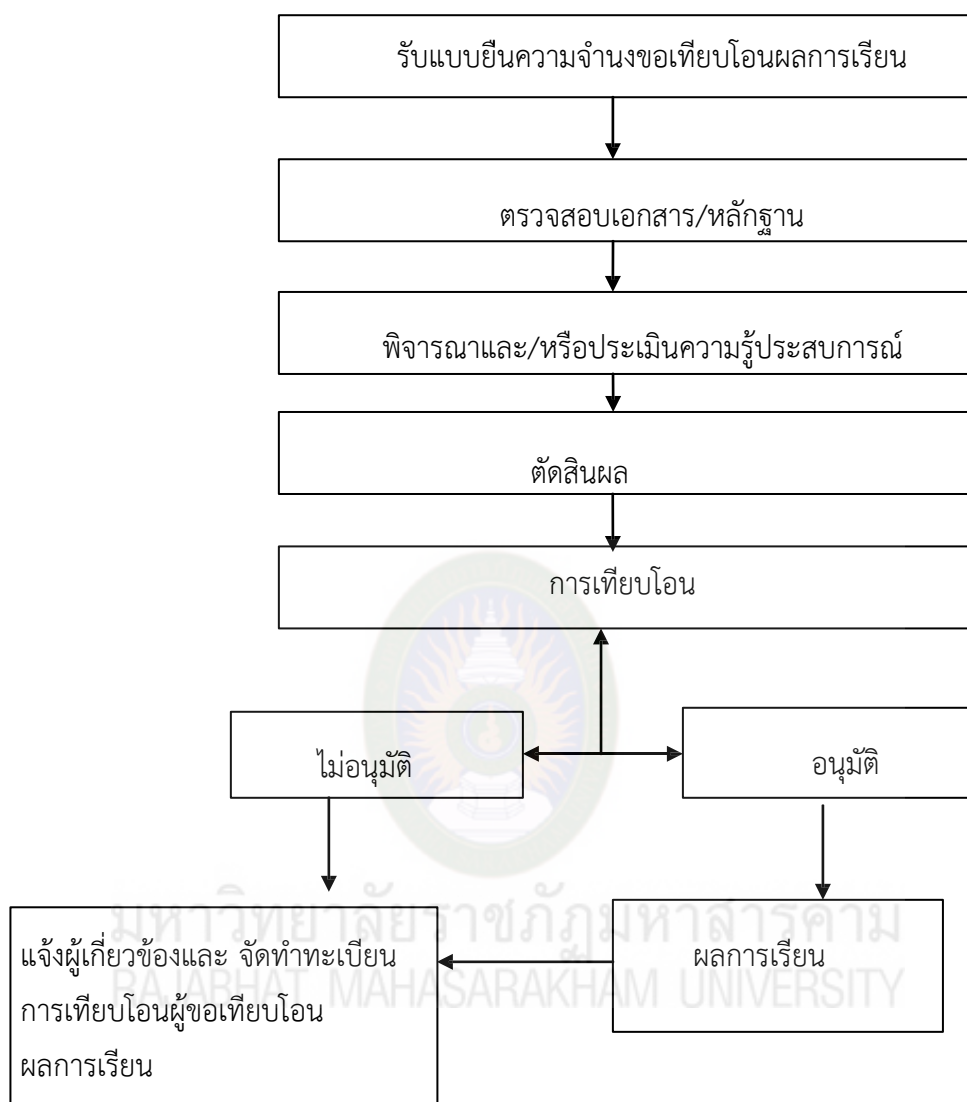 รับแบบยืนความจำนงขอเทียบโอนผลการเรียน
ตรวจสอบเอกสาร/หลักฐาน
พิจารณาและ/หรือประเมินความรู้ประสบการณ์
ตัดสินผล
การเทียบโอน
ไม่อนุมัติ
อนุมัติ
มหาวิทยาลัยราชภัฏมหาสารคาม
RAJABHAT MAHASARAKHAM UNIVERSITY
แจ้งผู้เกี่ยวข้องและ จัดทำทะเบียน
การเทียบโอนผู้ขอเทียบโอน
ผลการเรียน
ผลการเรียน